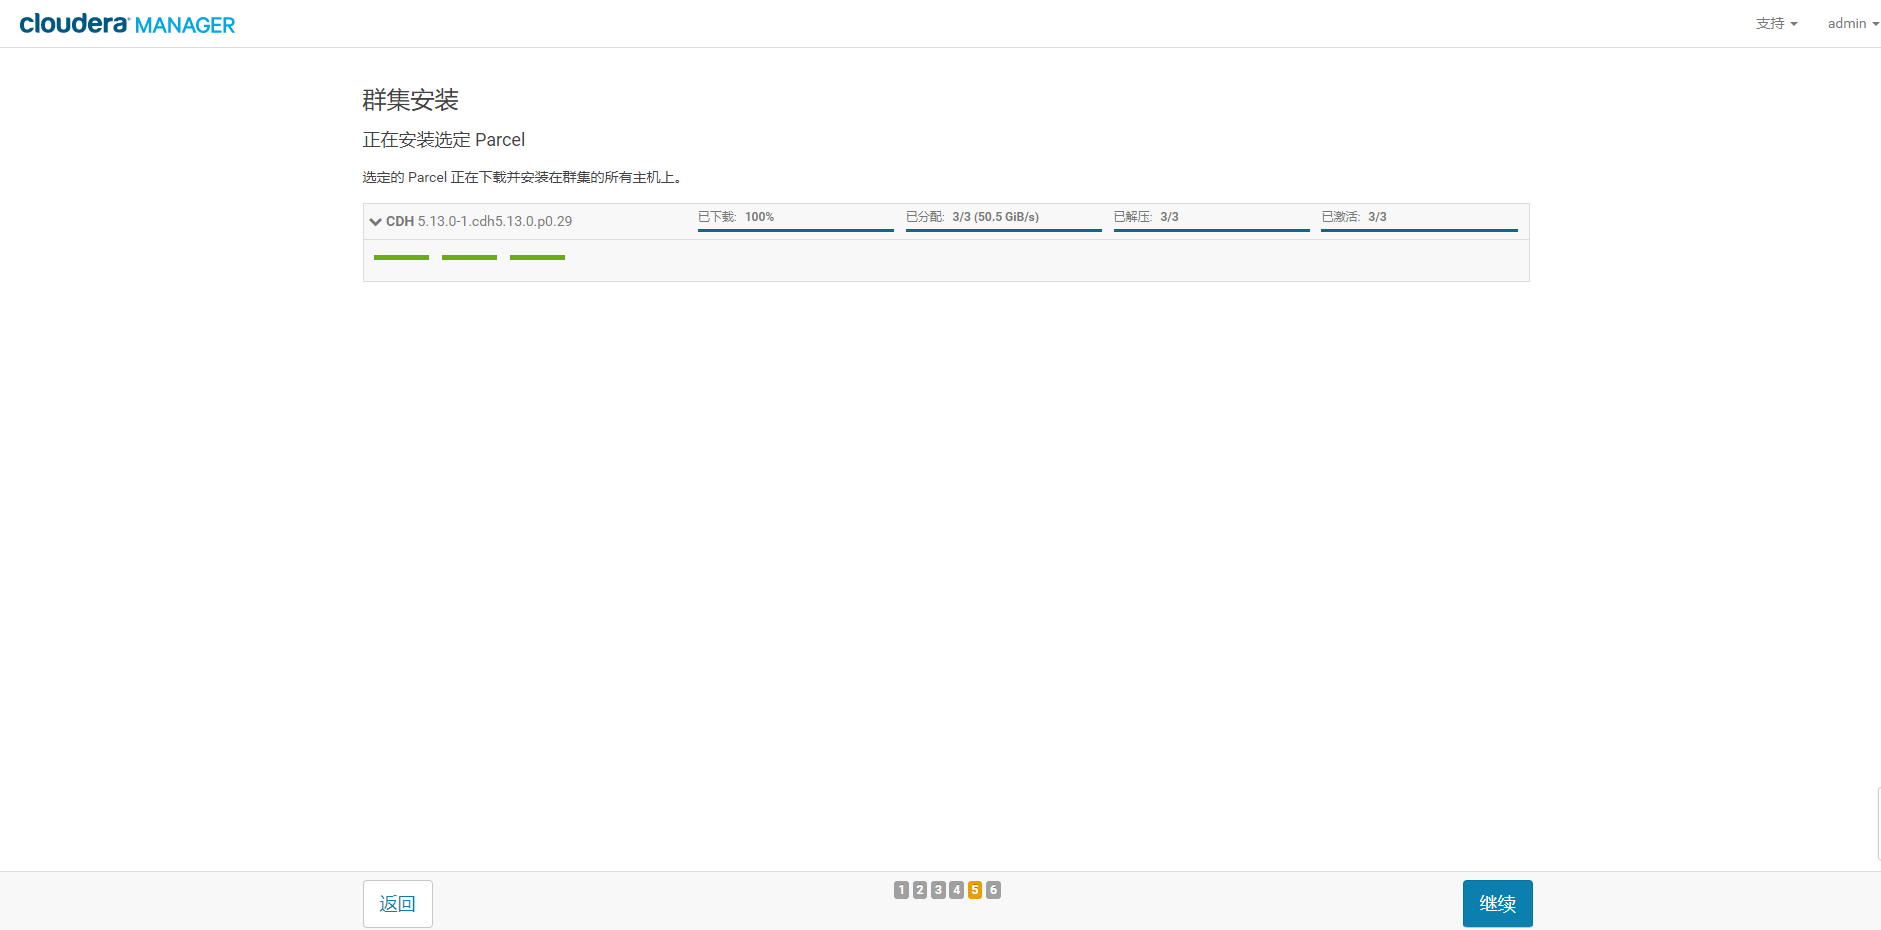 cloudera MANAGER
支持 admin
群集安装
正在安装选定 Parcel
选定的 Parcel 正在下载并安装在群集的所有主机上。
CDH 5.13.0-1.cdh5.13.0.p0.29 已下载: 100% 已分配: 3/3 (50.5 GiB/s) 已解压: 3/3 已激活: 3/3
返回 1 2 3 4 5 6 继续